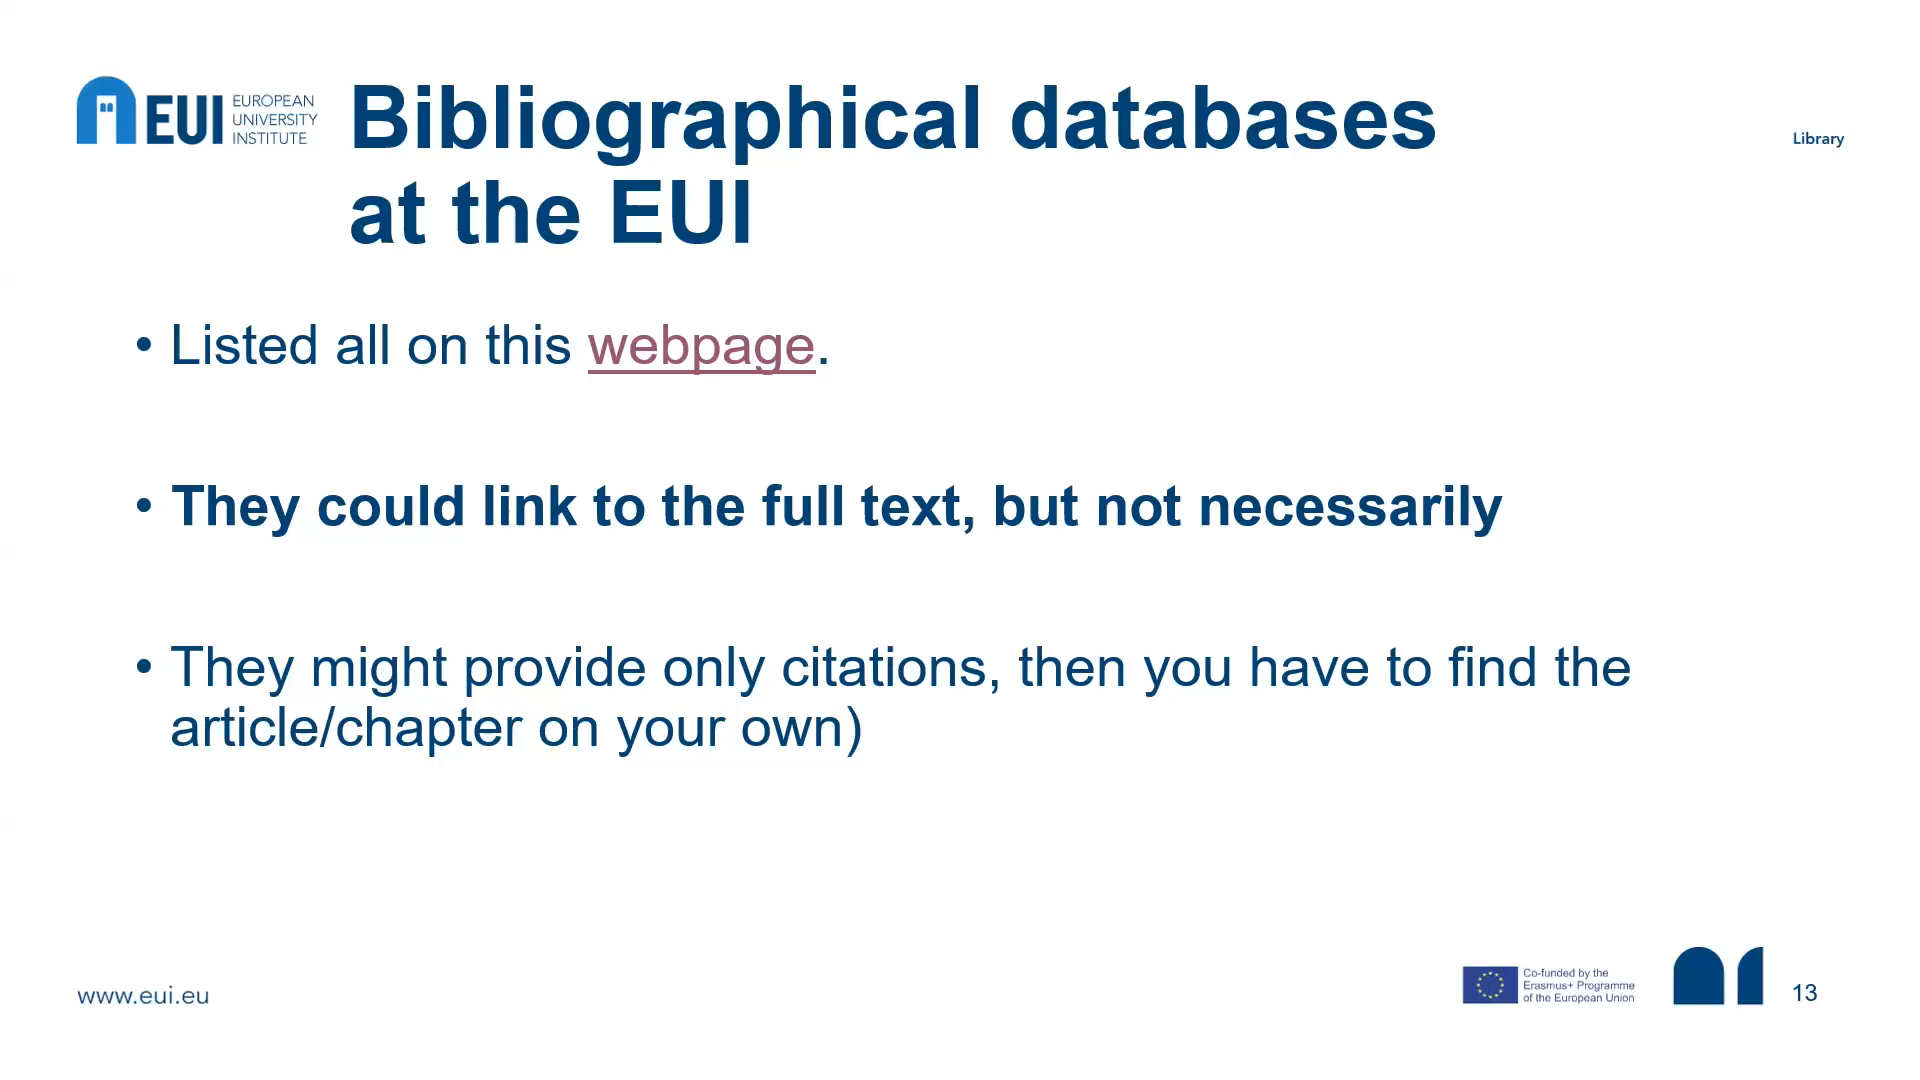 EUI
EUROPEAN
UNIVERSITY
INSTITUTE
Bibliographical databases
at the EUI
Library
• Listed all on this webpage.
• They could link to the full text, but not necessarily
• They might provide only citations, then you have to find the
article/chapter on your own)
www.eui.eu
Co-funded by the
Erasmus+ Programme
of the European Union
13